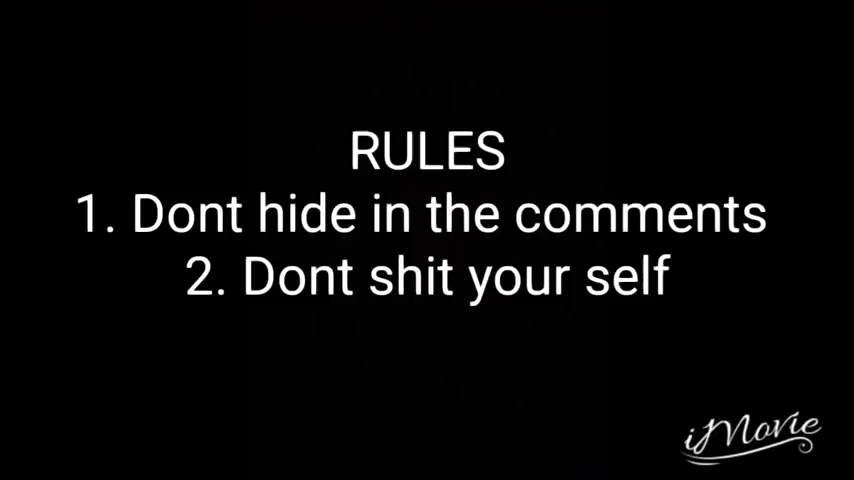 RULES
1. Dont hide in the comments
2. Dont shit your self
iMovie